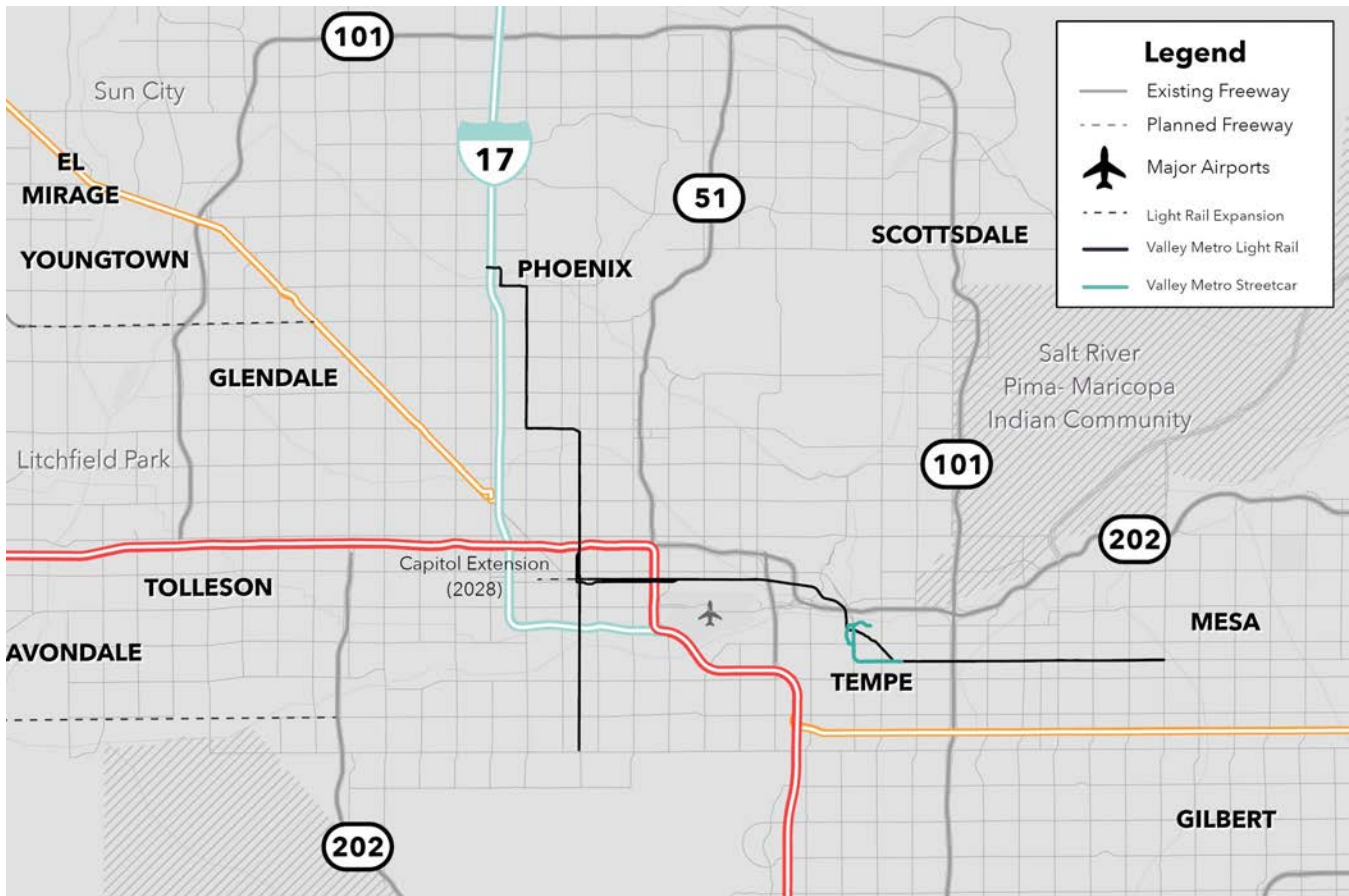 101
Legend
Existing Freeway
Planned Freeway
Major Airports
Light Rail Expansion
Valley Metro Light Rail
Valley Metro Streetcar
Sun City
17
EL
MIRAGE
51
SCOTTSDALE
YOUNGTOWN
PHOENIX
Salt River
Pima- Maricopa
Indian Community
GLENDALE
Litchfield Park
101
202
Capitol Extension
(2028)
TOLLESON
MESA
AVONDALE
TEMPE
GILBERT
202